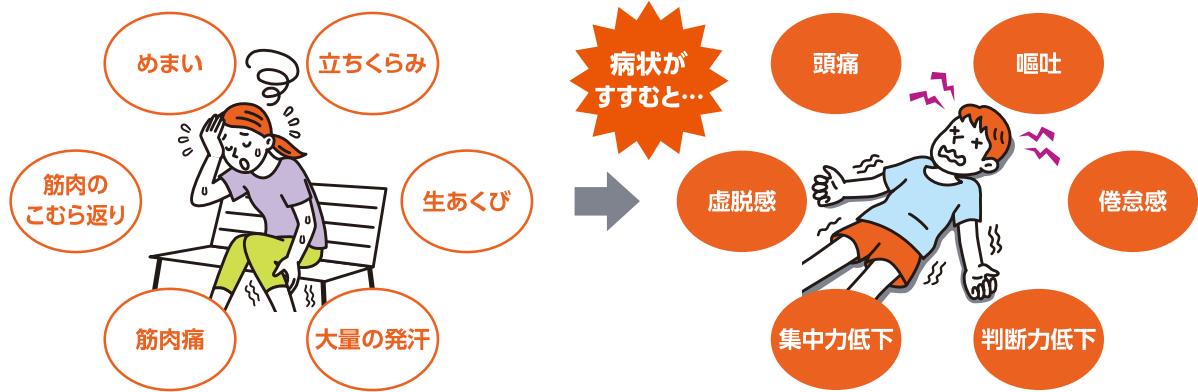 めまい
立ちくらみ
筋肉の
こむら返り
生あくび
筋肉痛
大量の発汗
病状が
すすむと…
頭痛
嘔吐
虚脱感
倦怠感
集中力低下
判断力低下